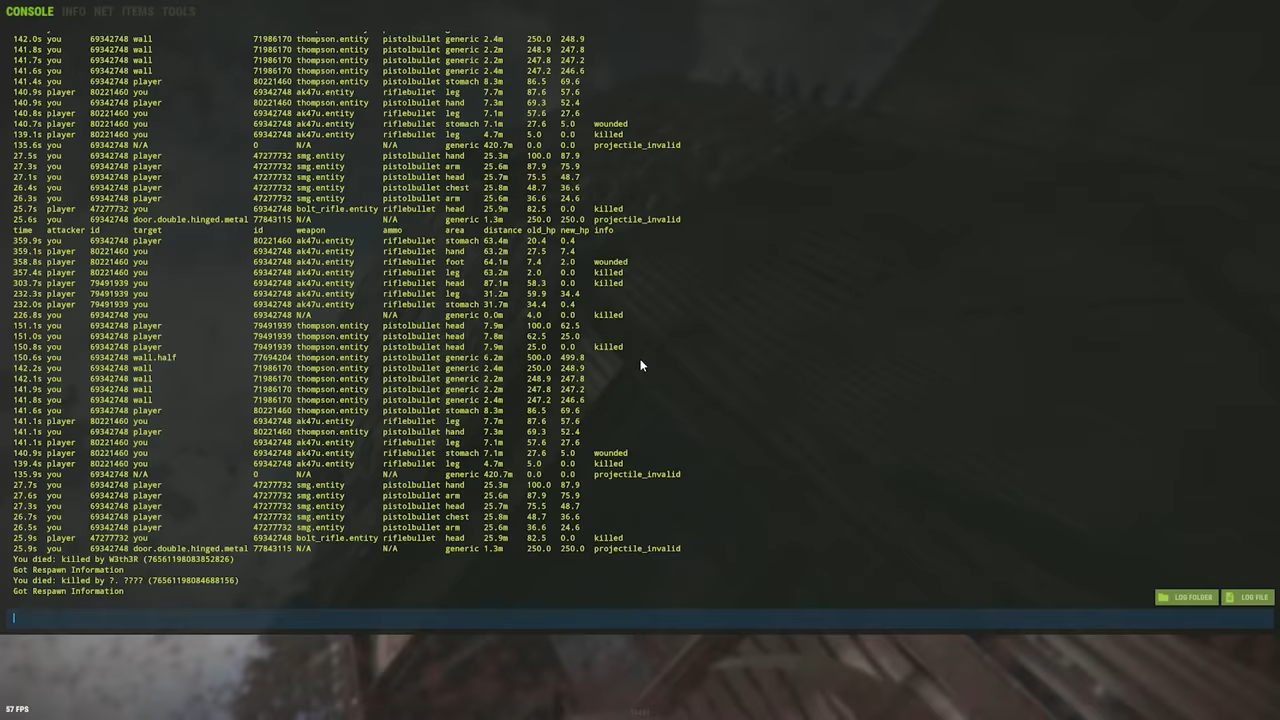 CONSOLE INFO NET ITEMS TOOLS
142.0s you 69342748 wall 71986170 thompson.entity pistolbullet generic 2.4m 250.0 248.9
141.8s you 69342748 wall 71986170 thompson.entity pistolbullet generic 2.2m 248.9 247.8
141.7s you 69342748 wall 71986170 thompson.entity pistolbullet generic 2.2m 247.8 247.2
141.6s you 69342748 wall 71986170 thompson.entity pistolbullet generic 2.4m 247.2 246.6
141.4s you 69342748 player 80221460 thompson.entity pistolbullet stomach 8.3m 86.5 69.6
140.9s player 80221460 you 69342748 ak47u.entity riflebullet leg 7.7m 87.6 57.6
140.9s you 69342748 player 80221460 thompson.entity pistolbullet hand 7.3m 69.3 52.4
140.8s player 80221460 you 69342748 ak47u.entity riflebullet leg 7.1m 57.6 27.6
140.7s player 80221460 you 69342748 ak47u.entity riflebullet stomach 7.1m 27.6 5.0 wounded
139.1s player 80221460 you 69342748 ak47u.entity riflebullet leg 4.7m 5.0 0.0 killed
135.6s you 69342748 N/A 0 N/A N/A generic 420.7m 0.0 0.0 projectile_invalid
27.5s you 69342748 player 47277732 smg.entity pistolbullet hand 25.3m 100.0 87.9
27.3s you 69342748 player 47277732 smg.entity pistolbullet arm 25.6m 87.9 75.9
27.1s you 69342748 player 47277732 smg.entity pistolbullet head 25.7m 75.5 48.7
26.4s you 69342748 player 47277732 smg.entity pistolbullet chest 25.8m 48.7 36.6
26.3s you 69342748 player 47277732 smg.entity pistolbullet arm 25.6m 36.6 24.6
25.7s player 47277732 you 69342748 bolt_rifle.entity riflebullet head 25.9m 82.5 0.0 killed
25.6s you 69342748 door.double.hinged.metal 77843115 N/A N/A generic 1.3m 250.0 250.0 projectile_invalid
time attacker id target id weapon ammo area distance old_hp new_hp info
359.9s you 69342748 player 80221460 ak47u.entity riflebullet stomach 63.4m 20.4 0.4
359.1s player 80221460 you 69342748 ak47u.entity riflebullet hand 63.2m 27.5 7.4
358.8s player 80221460 you 69342748 ak47u.entity riflebullet foot 64.1m 7.4 2.0 wounded
357.4s player 80221460 you 69342748 ak47u.entity riflebullet leg 63.2m 2.0 0.0 killed
303.7s player 79491939 you 69342748 ak47u.entity riflebullet head 87.1m 58.3 0.0 killed
232.3s player 79491939 you 69342748 ak47u.entity riflebullet leg 31.2m 59.9 34.4
232.0s player 79491939 you 69342748 ak47u.entity riflebullet stomach 31.7m 34.4 0.4
226.8s you 69342748 you 69342748 N/A N/A generic 0.0m 4.0 0.0 killed
151.1s you 69342748 player 79491939 thompson.entity pistolbullet head 7.9m 100.0 62.5
151.0s you 69342748 player 79491939 thompson.entity pistolbullet head 7.8m 62.5 25.0
150.8s you 69342748 player 79491939 thompson.entity pistolbullet head 7.9m 25.0 0.0 killed
150.6s you 69342748 wall.half 77694204 thompson.entity pistolbullet generic 6.2m 500.0 499.8
142.2s you 69342748 wall 71986170 thompson.entity pistolbullet generic 2.4m 250.0 248.9
142.1s you 69342748 wall 71986170 thompson.entity pistolbullet generic 2.2m 248.9 247.8
141.9s you 69342748 wall 71986170 thompson.entity pistolbullet generic 2.2m 247.8 247.2
141.8s you 69342748 wall 71986170 thompson.entity pistolbullet generic 2.4m 247.2 246.6
141.6s you 69342748 player 80221460 thompson.entity pistolbullet stomach 8.3m 86.5 69.6
141.1s player 80221460 you 69342748 ak47u.entity riflebullet leg 7.7m 87.6 57.6
141.1s you 69342748 player 80221460 thompson.entity pistolbullet hand 7.3m 69.3 52.4
141.1s player 80221460 you 69342748 ak47u.entity riflebullet leg 7.1m 57.6 27.6
140.9s player 80221460 you 69342748 ak47u.entity riflebullet stomach 7.1m 27.6 5.0 wounded
139.4s player 80221460 you 69342748 ak47u.entity riflebullet leg 4.7m 5.0 0.0 killed
135.9s you 69342748 N/A 0 N/A N/A generic 420.7m 0.0 0.0 projectile_invalid
27.7s you 69342748 player 47277732 smg.entity pistolbullet hand 25.3m 100.0 87.9
27.6s you 69342748 player 47277732 smg.entity pistolbullet arm 25.6m 87.9 75.9
27.3s you 69342748 player 47277732 smg.entity pistolbullet head 25.7m 75.5 48.7
26.7s you 69342748 player 47277732 smg.entity pistolbullet chest 25.8m 48.7 36.6
26.5s you 69342748 player 47277732 smg.entity pistolbullet arm 25.6m 36.6 24.6
25.9s player 47277732 you 69342748 bolt_rifle.entity riflebullet head 25.9m 82.5 0.0 killed
25.9s you 69342748 door.double.hinged.metal 77843115 N/A N/A generic 1.3m 250.0 250.0 projectile_invalid
You died: killed by W3th3R (76561198083852826)
Got Respawn Information
You died: killed by ?. ???? (76561198084688156)
Got Respawn Information
LOG FOLDER LOG FILE
57 FPS